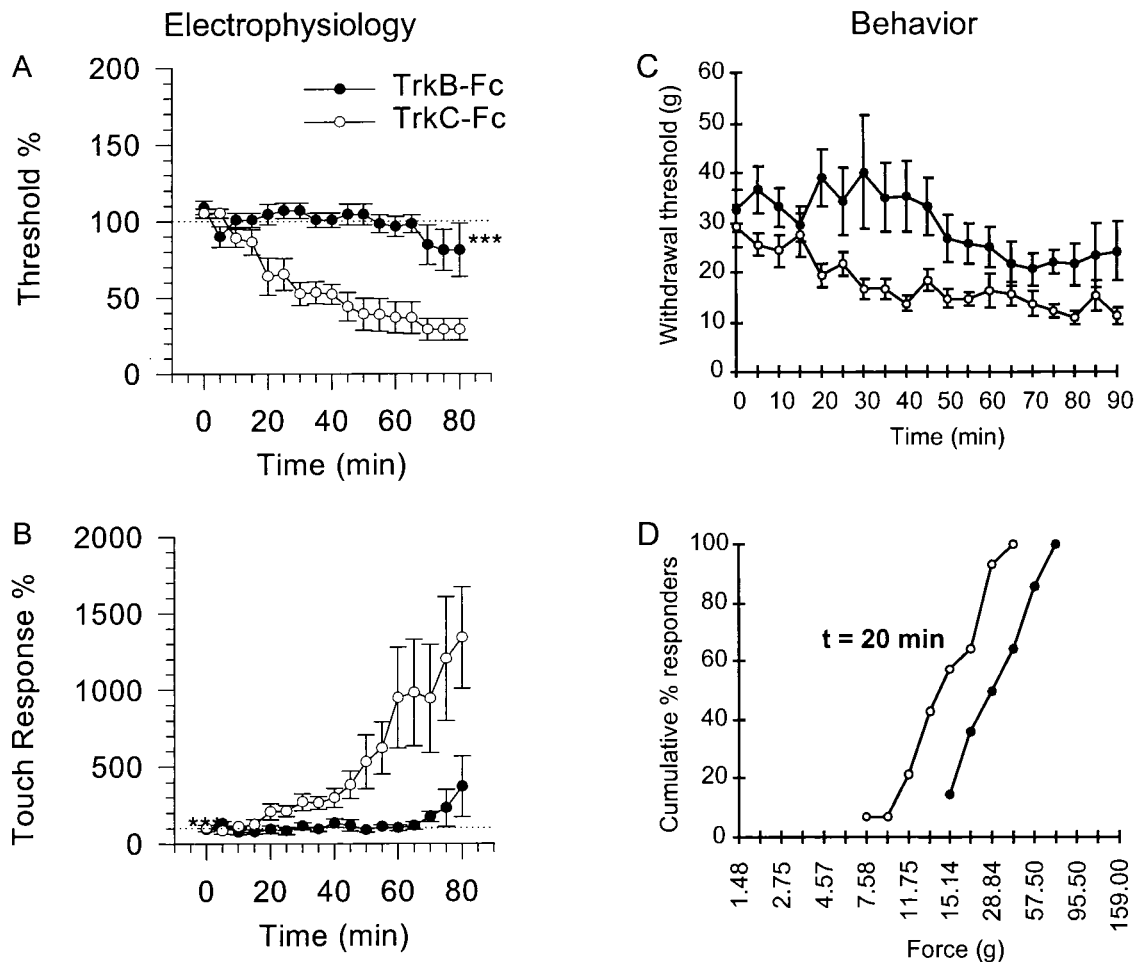 Electrophysiology
Behavior
A
200
150
100
50
0
Threshold %
TrkB-Fc
TrkC-Fc
***
0 20 40 60 80
Time (min)
C
60
50
40
30
20
10
0
Withdrawal threshold (g)
0 10 20 30 40 50 60 70 80 90
Time (min)
B
2000
1500
1000
500
0
Touch Response %
***
0 20 40 60 80
Time (min)
D
100
80
60
40
20
0
Cumulative % responders
t = 20 min
1.48 2.75 4.57 7.58 11.75 15.14 28.84 57.50 95.50 159.00
Force (g)